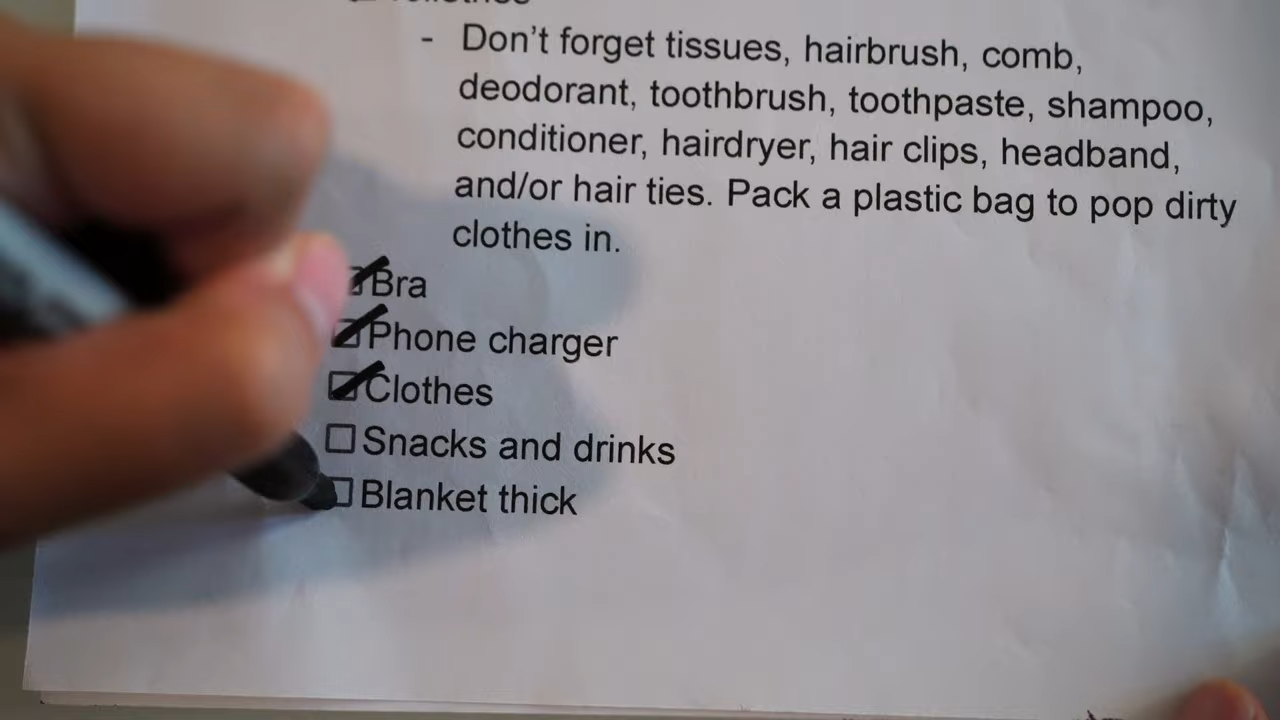 - Don't forget tissues, hairbrush, comb,
deodorant, toothbrush, toothpaste, shampoo,
conditioner, hairdryer, hair clips, headband,
and/or hair ties. Pack a plastic bag to pop dirty
clothes in.
Bra
Phone charger
Clothes
Snacks and drinks
Blanket thick